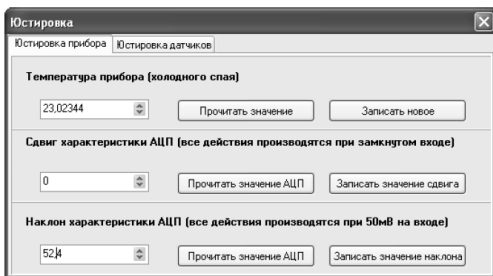 Юстировка
Юстировка прибора Юстировка датчиков
Температура прибора (холодного спая)
23,02344 Прочитать значение Записать новое
Сдвиг характеристики АЦП (все действия производятся при замкнутом входе)
0 Прочитать значение АЦП Записать значение сдвига
Наклон характеристики АЦП (все действия производятся при 50мВ на входе)
52,4 Прочитать значение АЦП Записать значение наклона